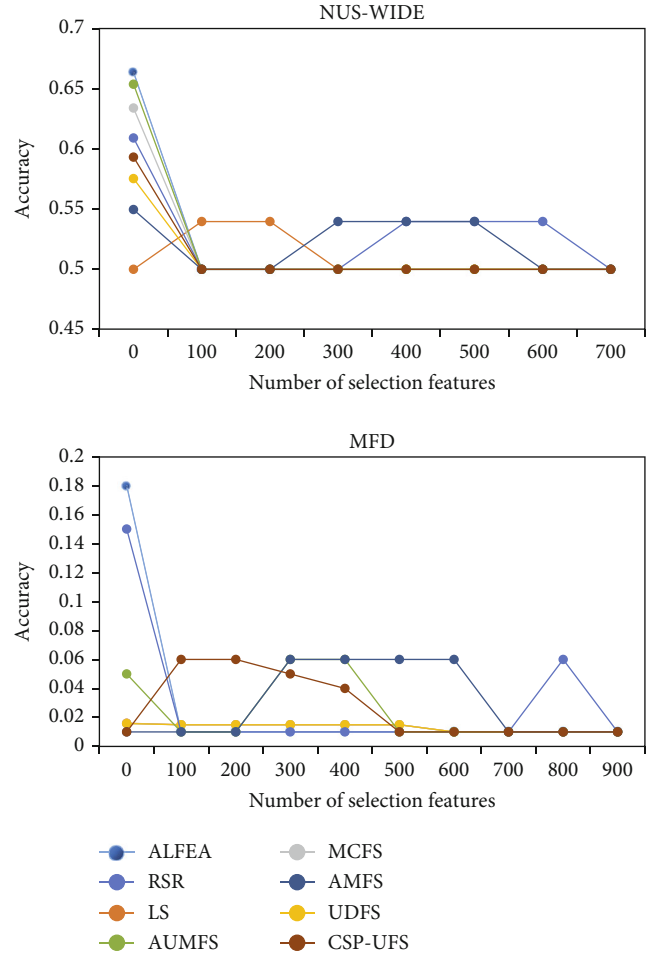 NUS-WIDE
0.7
0.65
0.6
0.55
0.5
0.45
Accuracy
0 100 200 300 400 500 600 700
Number of selection features
MFD
0.2
0.18
0.16
0.14
0.12
0.1
0.08
0.06
0.04
0.02
0
Accuracy
0 100 200 300 400 500 600 700 800 900
Number of selection features
ALFEA MCFS
RSR AMFS
LS UDFS
AUMFS CSP-UFS